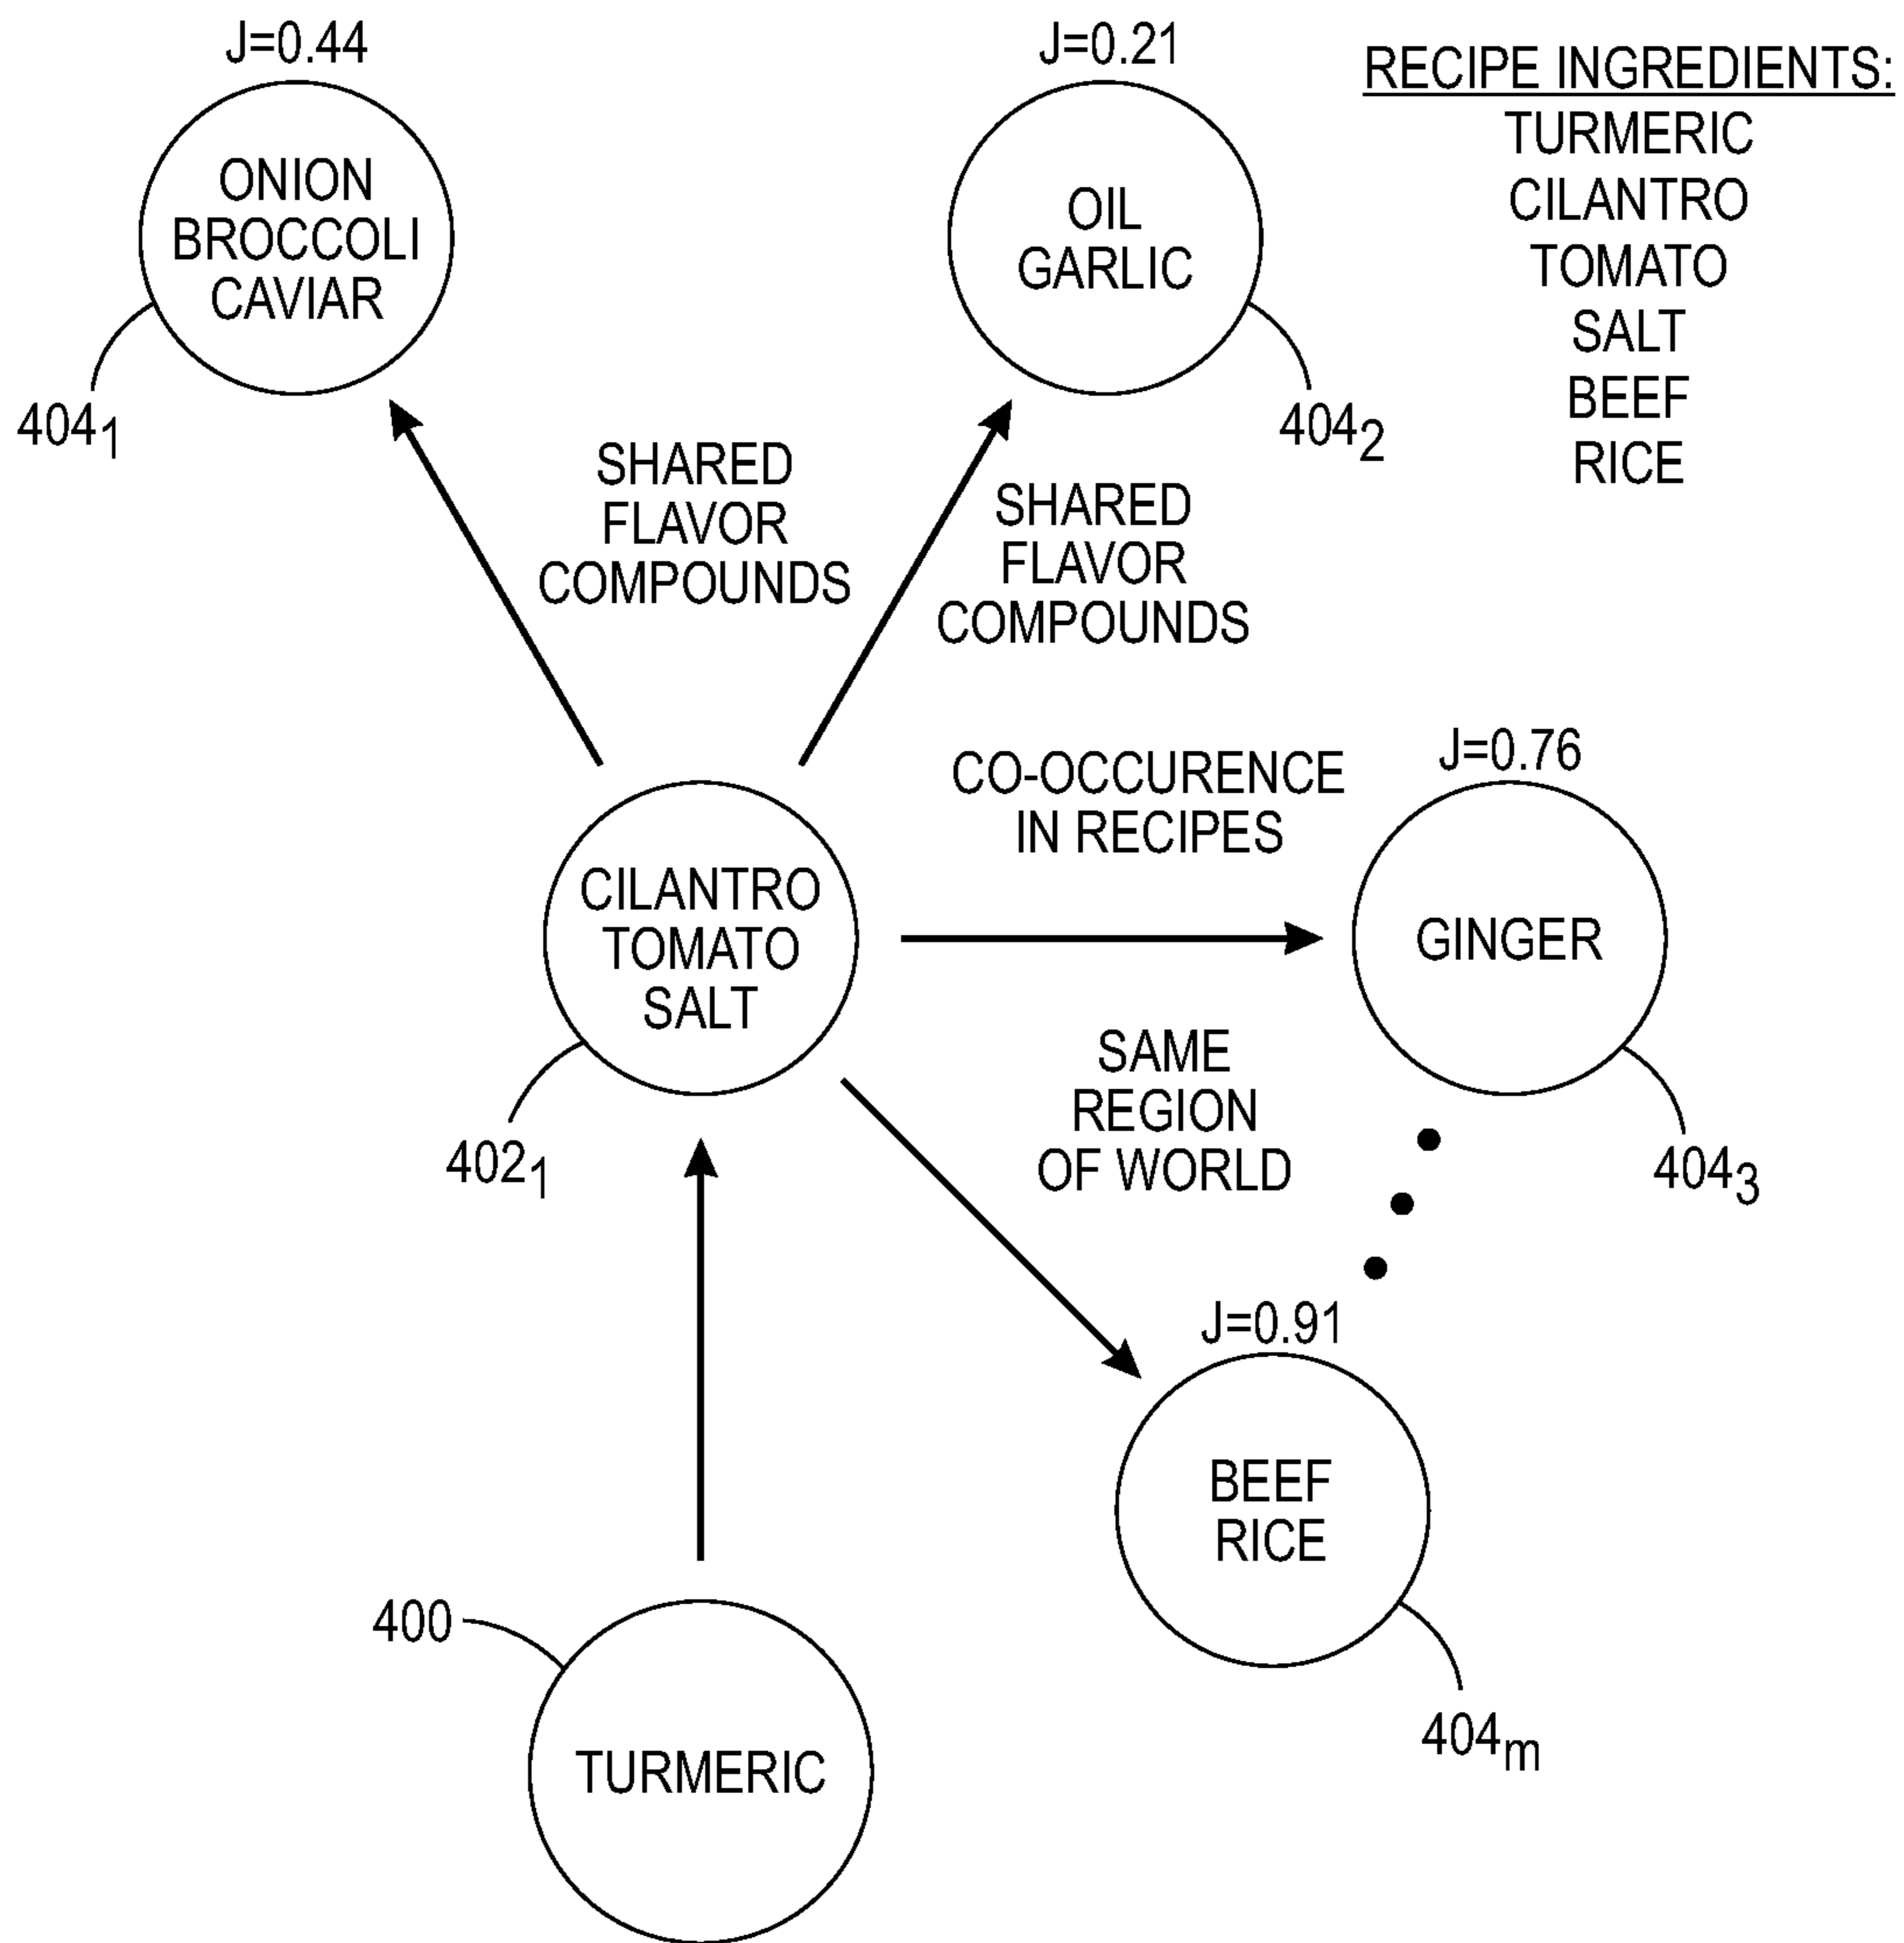 J=0.44
ONION
BROCCOLI
CAVIAR
404₁
J=0.21
OIL
GARLIC
404₂
RECIPE INGREDIENTS:
TURMERIC
CILANTRO
TOMATO
SALT
BEEF
RICE
SHARED
FLAVOR
COMPOUNDS
SHARED
FLAVOR
COMPOUNDS
CILANTRO
TOMATO
SALT
402₁
CO-OCCURENCE
IN RECIPES
J=0.76
GINGER
404₃
SAME
REGION
OF WORLD
J=0.91
BEEF
RICE
404ₘ
400
TURMERIC